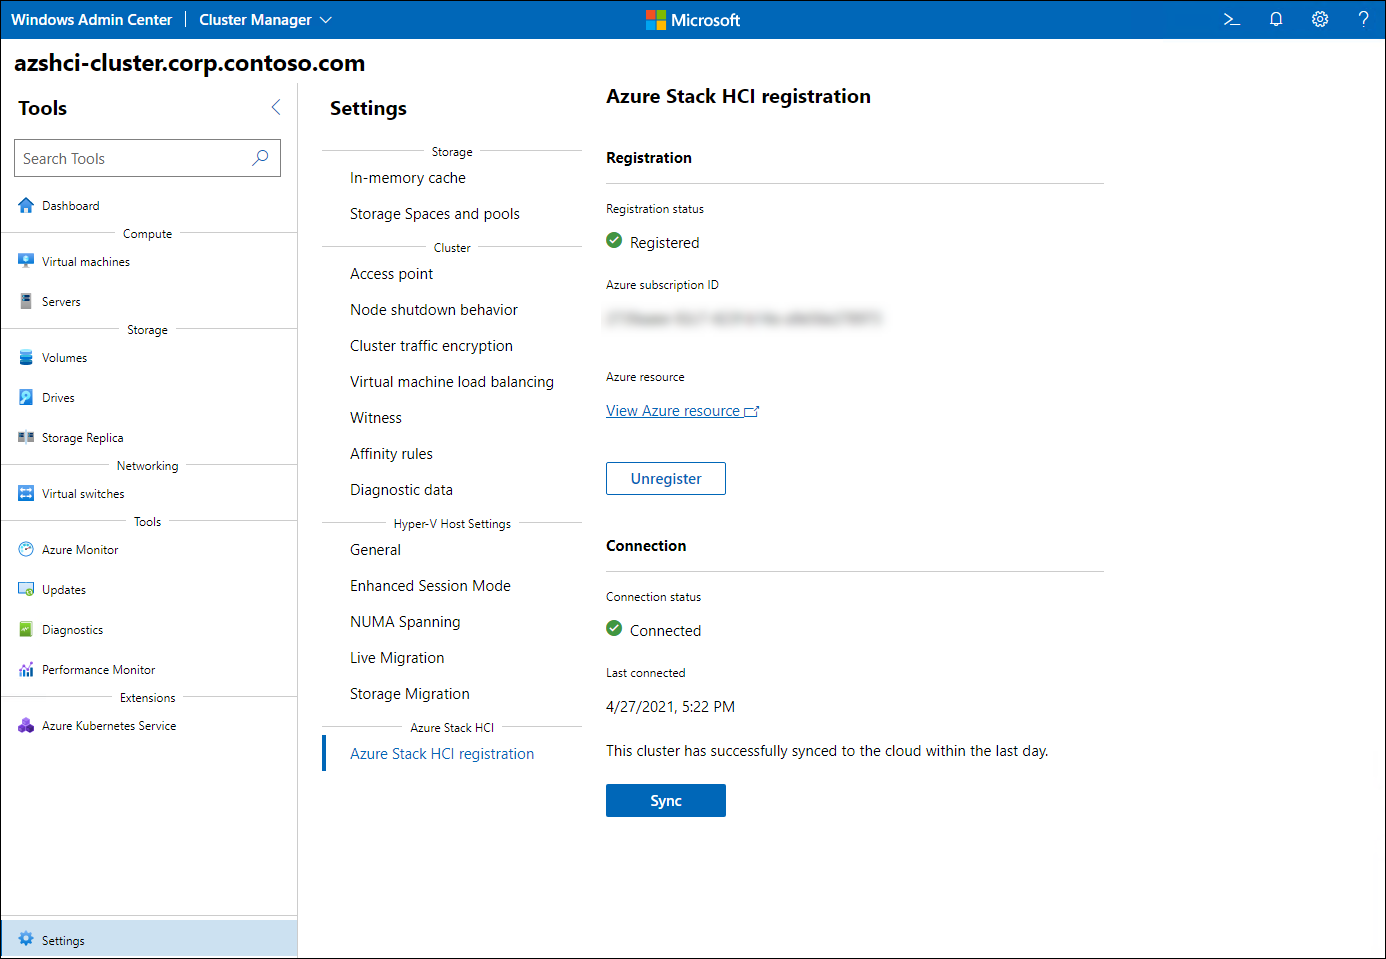 Windows Admin Center
Cluster Manager
Microsoft
azshci-cluster.corp.contoso.com
Tools
Search Tools
Dashboard
Compute
Virtual machines
Servers
Storage
Volumes
Drives
Storage Replica
Networking
Virtual switches
Tools
Azure Monitor
Updates
Diagnostics
Performance Monitor
Extensions
Azure Kubernetes Service
Settings
Settings
Storage
In-memory cache
Storage Spaces and pools
Cluster
Access point
Node shutdown behavior
Cluster traffic encryption
Virtual machine load balancing
Witness
Affinity rules
Diagnostic data
Hyper-V Host Settings
General
Enhanced Session Mode
NUMA Spanning
Live Migration
Storage Migration
Azure Stack HCI
Azure Stack HCI registration
Azure Stack HCI registration
Registration
Registration status
Registered
Azure subscription ID
Azure resource
View Azure resource
Unregister
Connection
Connection status
Connected
Last connected
4/27/2021, 5:22 PM
This cluster has successfully synced to the cloud within the last day.
Sync